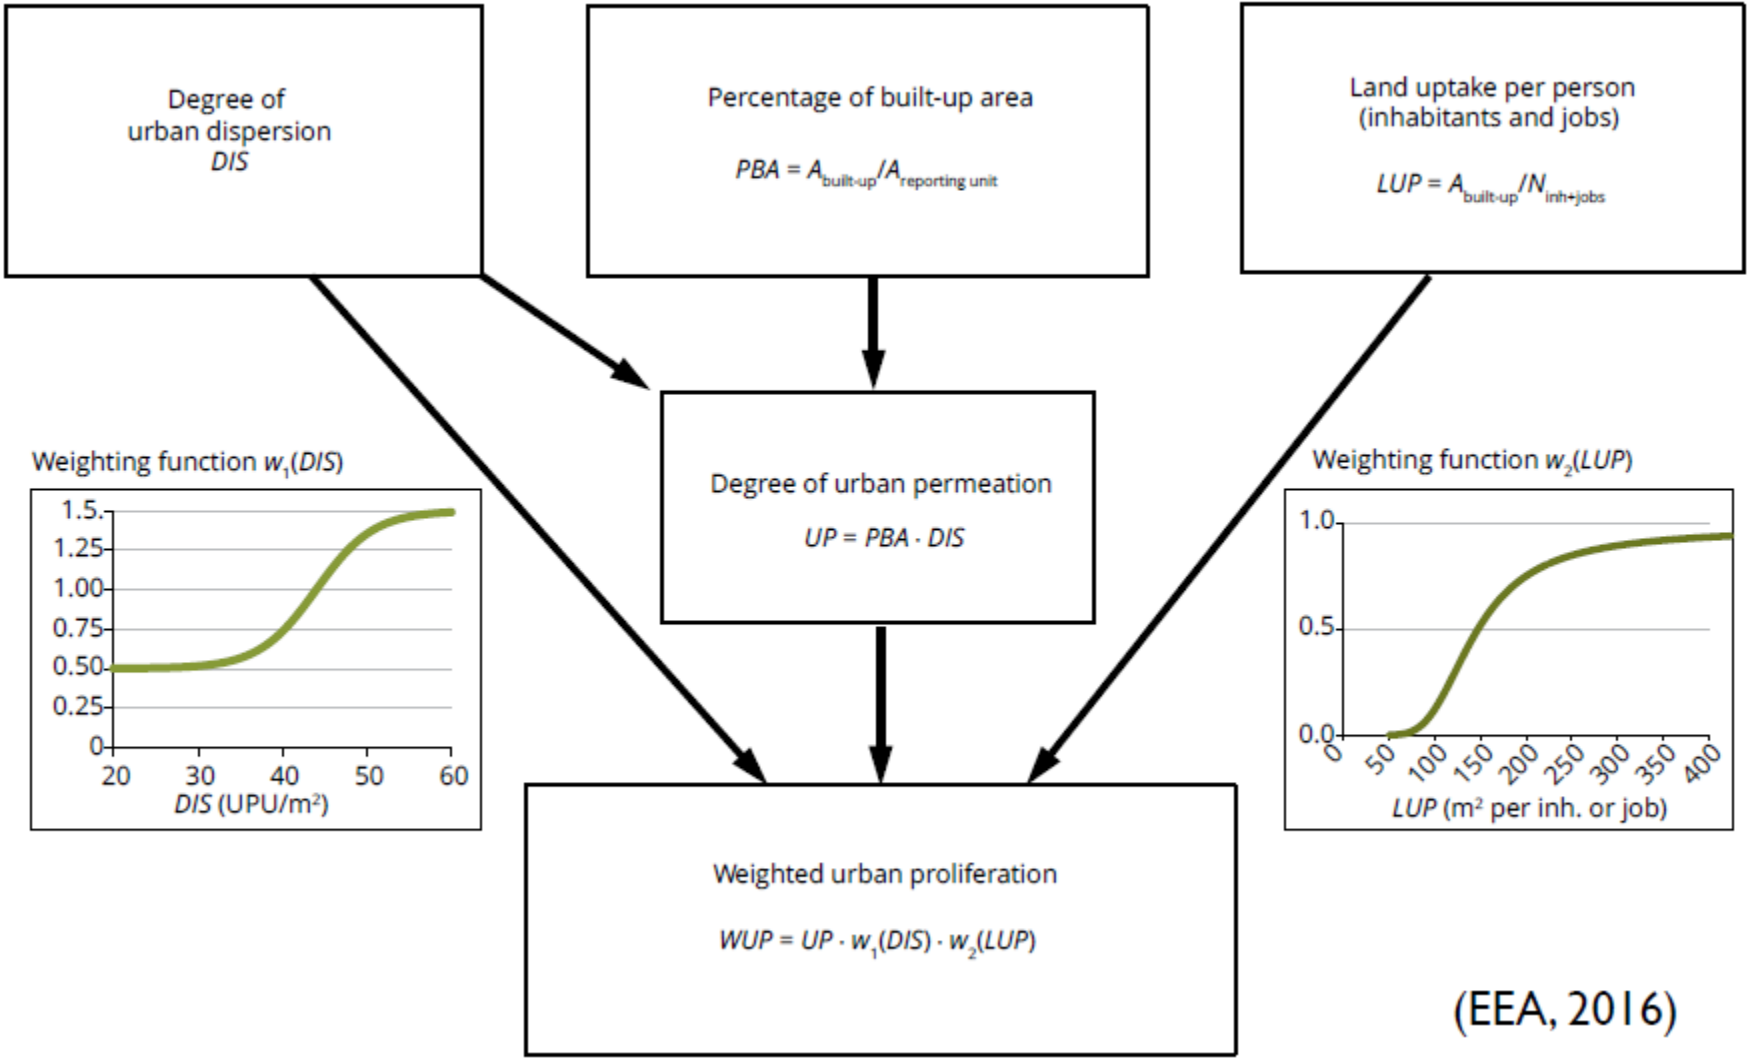 Degree of
urban dispersion
DIS
Percentage of built-up area
PBA = A built-up/A reporting unit
Land uptake per person
(inhabitants and jobs)
LUP = A built-up/N inh+jobs
Degree of urban permeation
UP = PBA · DIS
Weighting function w1(DIS)
1.5.
1.25
1.00
0.75
0.50
0.25
0
20 30 40 50 60
DIS (UPU/m²)
Weighting function w2(LUP)
1.0
0.5
0.0
0 50 100 150 200 250 300 350 400
LUP (m² per inh. or job)
Weighted urban proliferation
WUP = UP · w1(DIS) · w2(LUP)
(EEA, 2016)